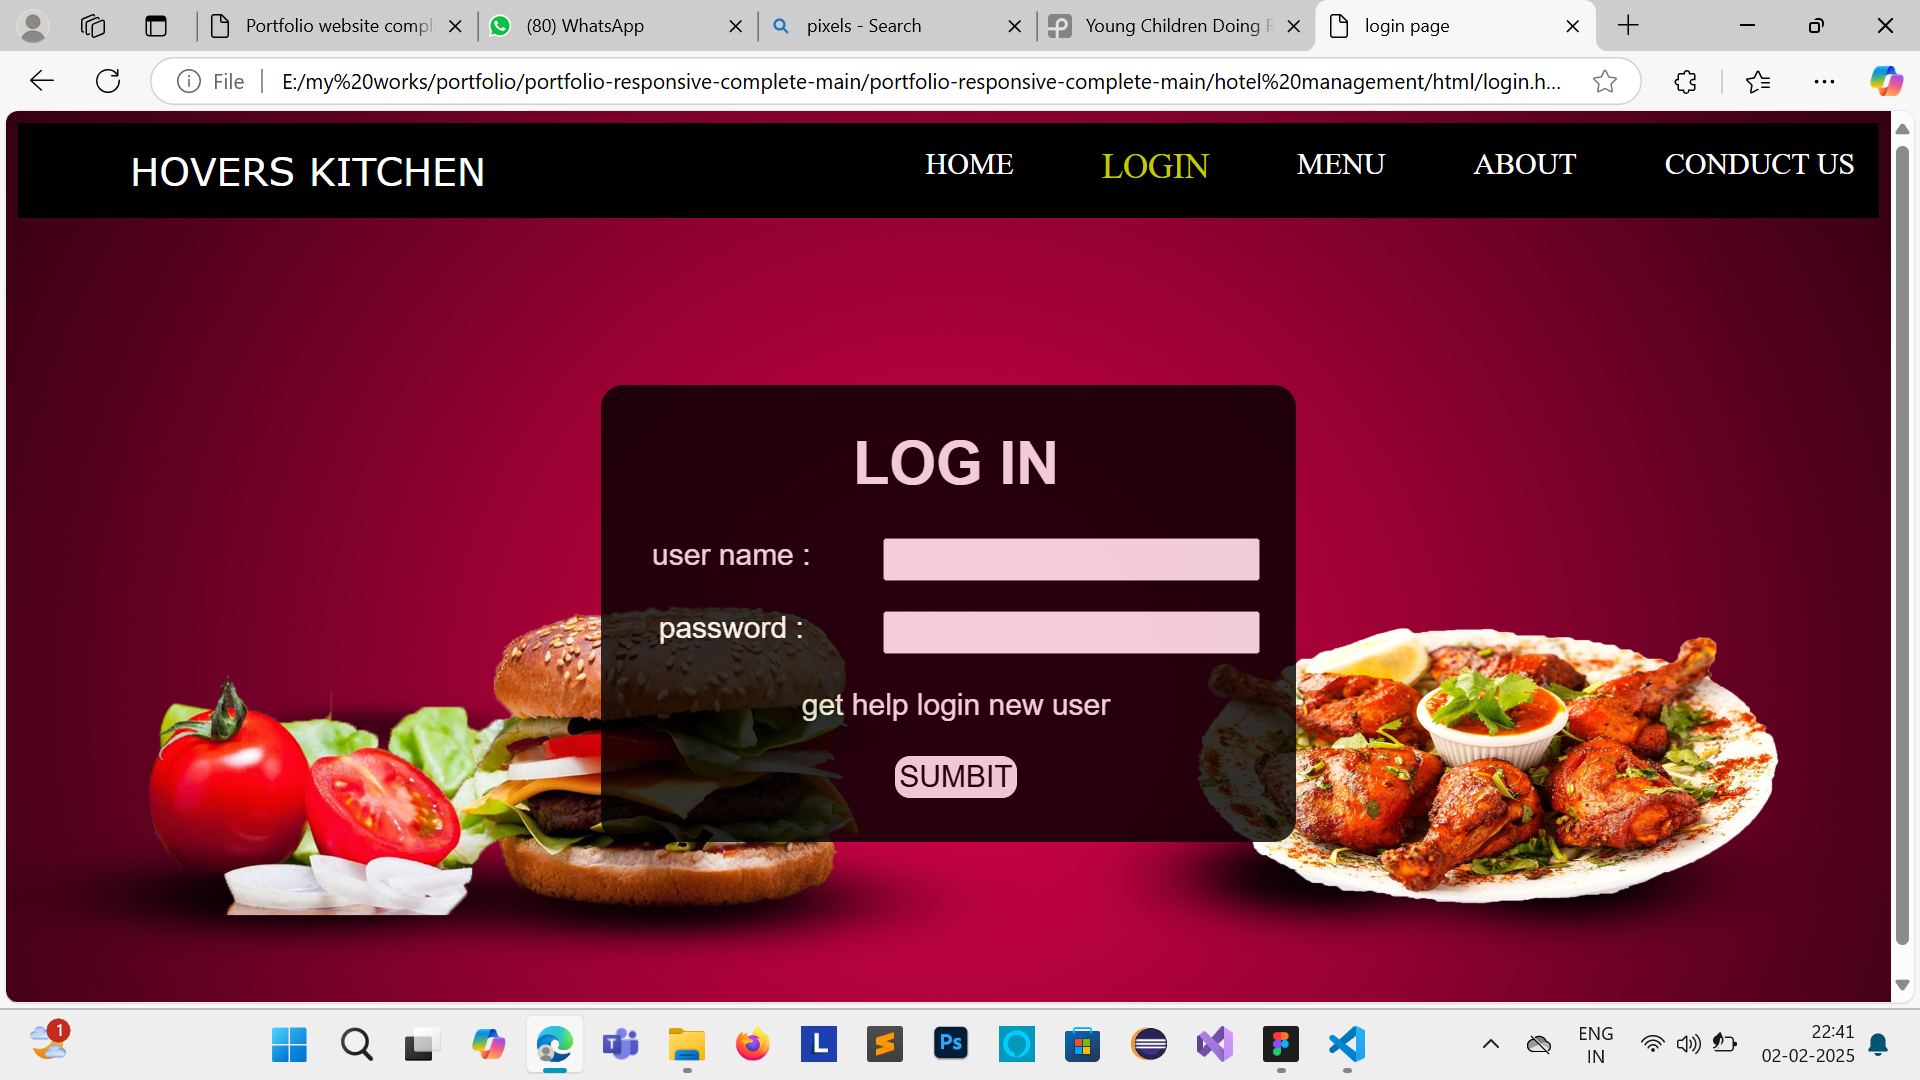 Portfolio website compl
(80) WhatsApp
pixels - Search
Young Children Doing R
login page
File
E:/my%20works/portfolio/portfolio-responsive-complete-main/portfolio-responsive-complete-main/hotel%20management/html/login.h...
HOVERS KITCHEN
HOME
LOGIN
MENU
ABOUT
CONDUCT US
LOG IN
user name :
password :
get help login new user
SUMBIT
1
T
L
S
Ps
ENG
IN
22:41
02-02-2025